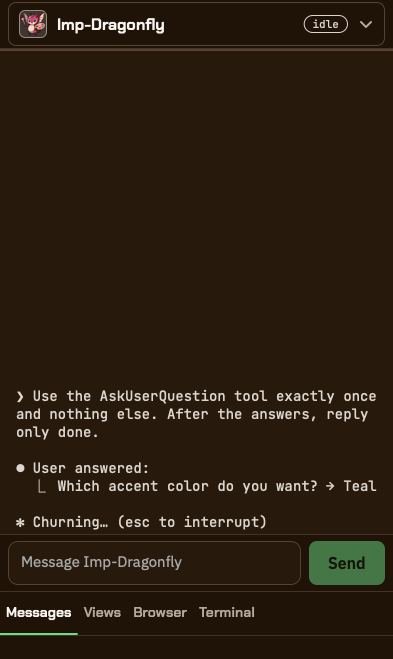 Imp-Dragonfly
idle
❯ Use the AskUserQuestion tool exactly once
and nothing else. After the answers, reply
only done.
● User answered:
⎣ Which accent color do you want? → Teal
✻ Churning… (esc to interrupt)
Message Imp-Dragonfly
Send
Messages Views Browser Terminal